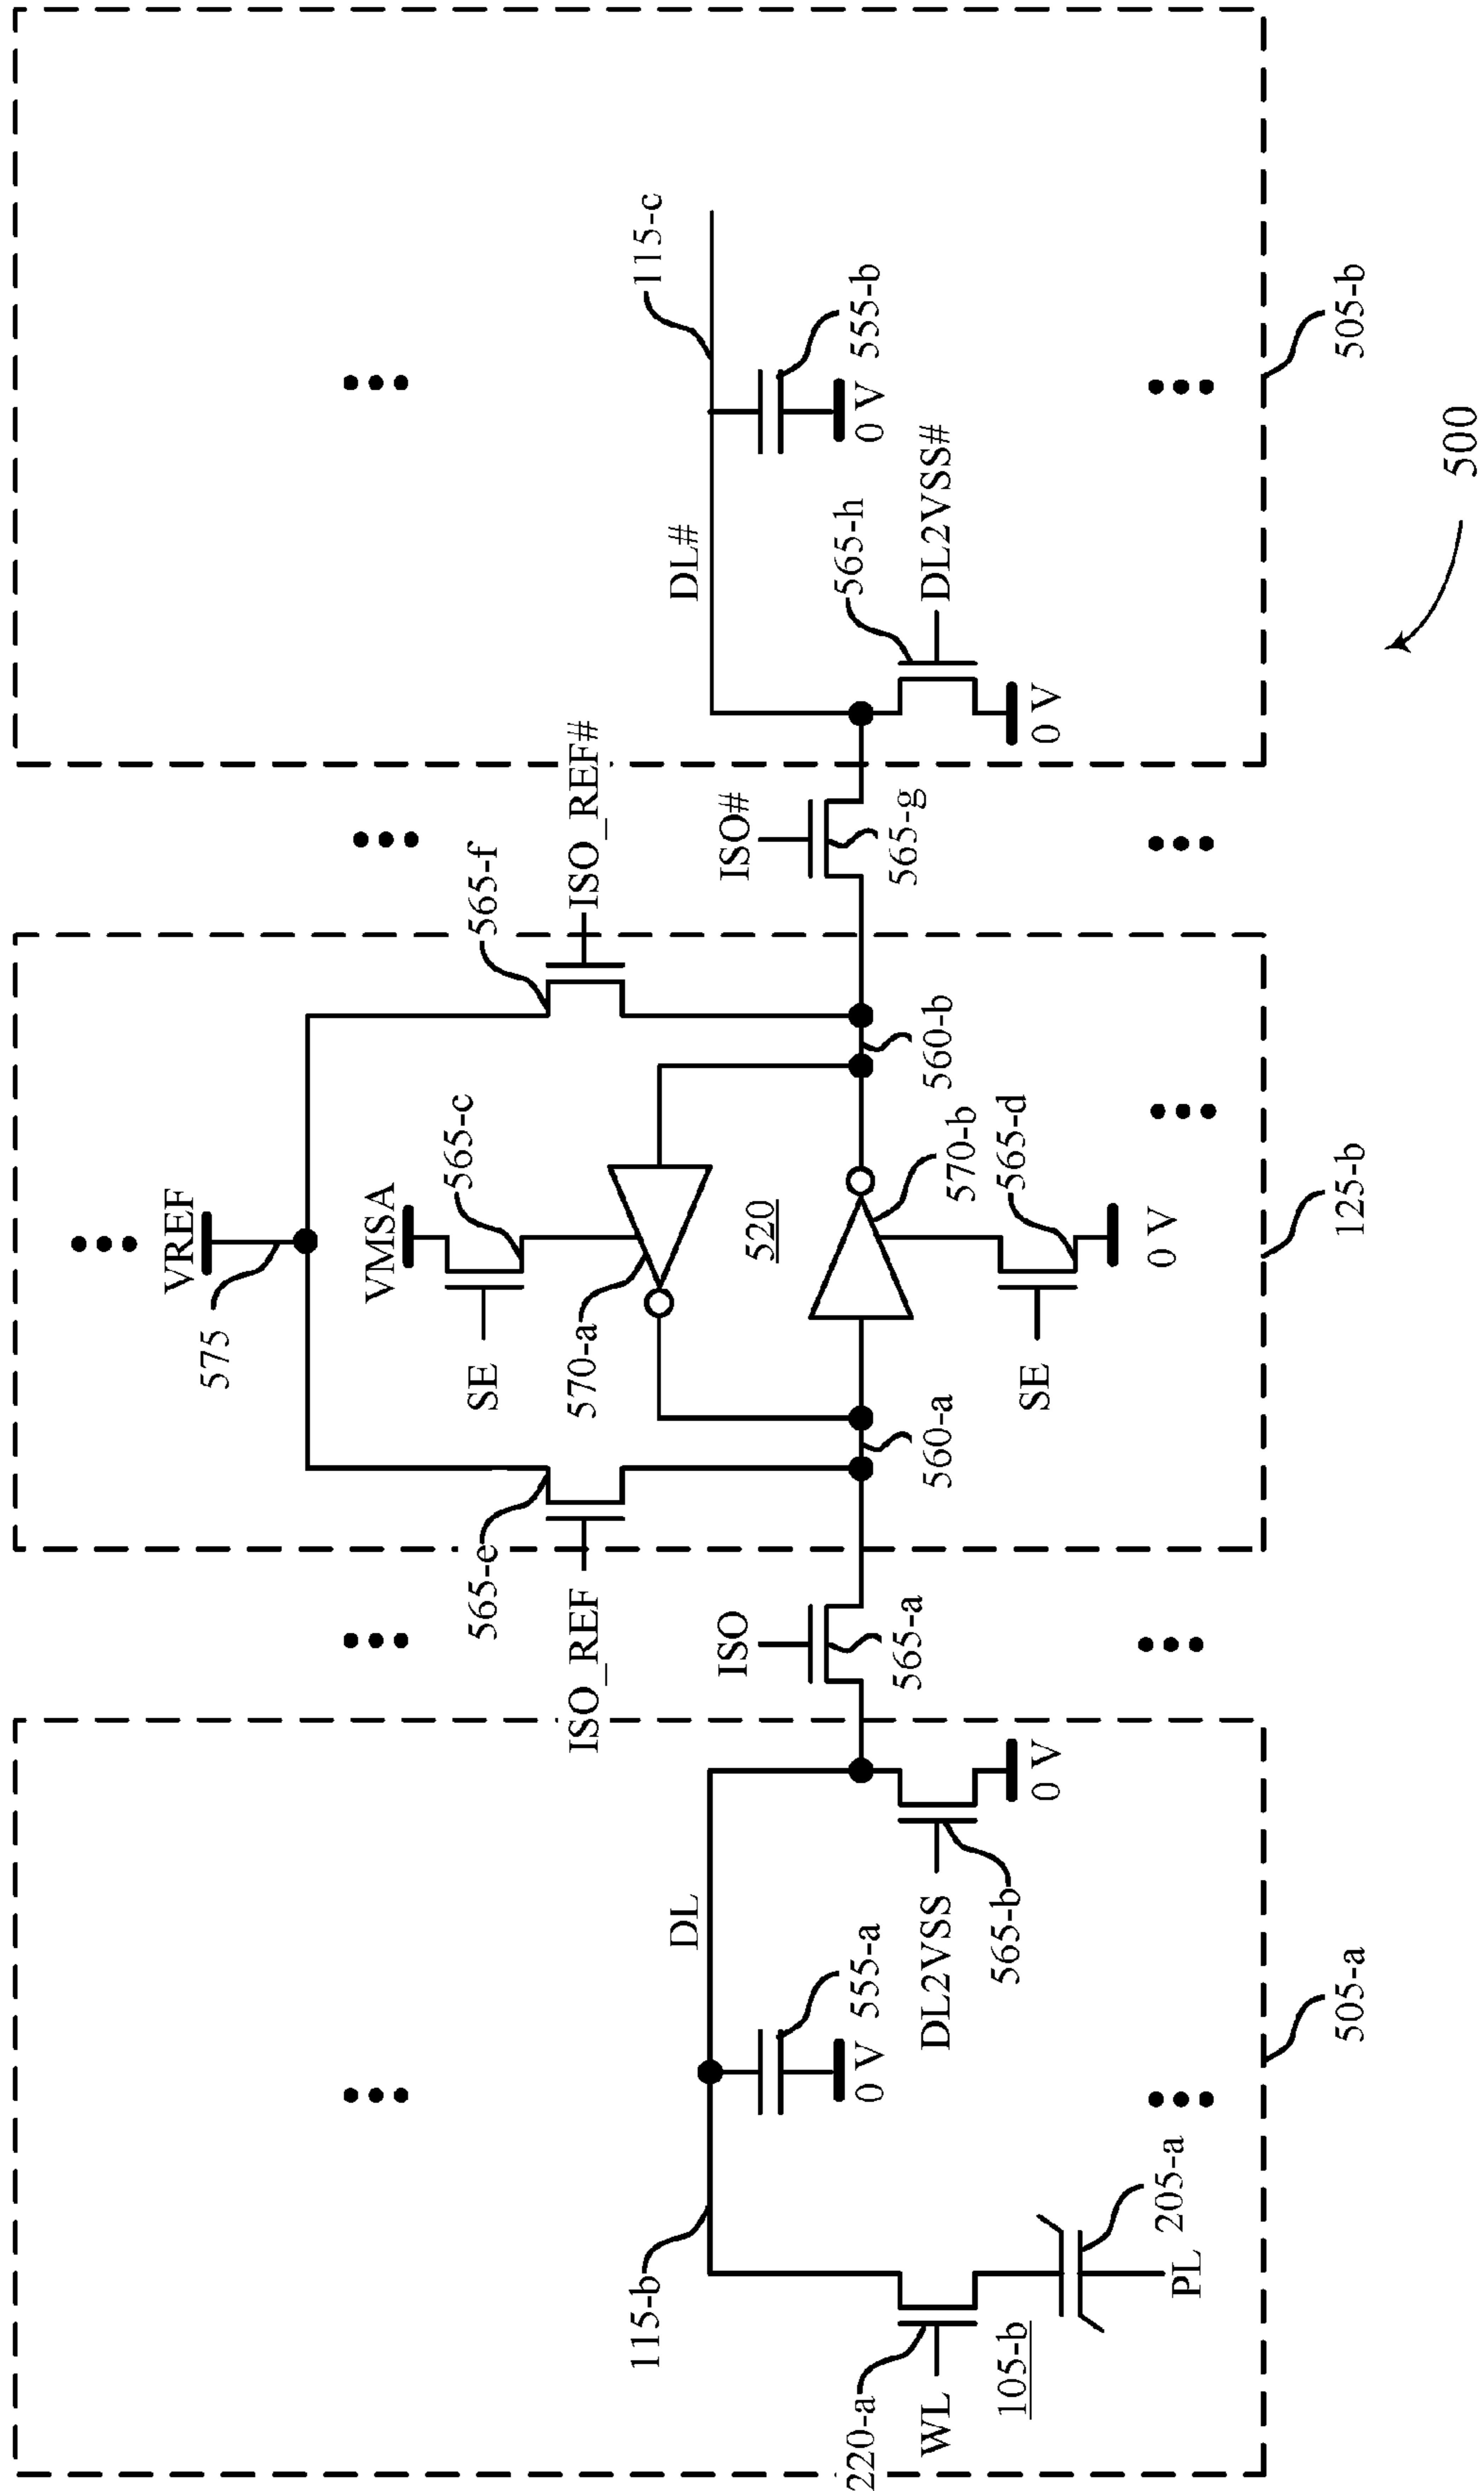 VREF
575
565-f
ISO_REF#
VMSA
565-c
SE
570-a
565-e
ISO_REF
520
ISO
565-a
560-a
560-b
570-b
565-d
SE
0 V
125-b
ISO#
565-g
115-b
DL
555-a
0 V
220-a
WL
105-b
205-a
PL
DL2VSS
565-b
0 V
505-a
DL#
115-c
555-b
0 V
565-h
DL2VSS#
0 V
505-b
500